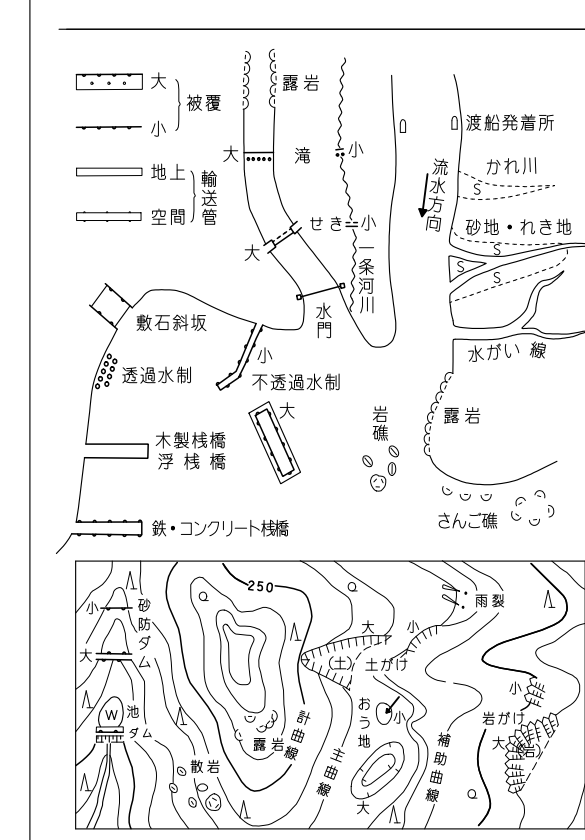 大
被覆
小
地上
輸送管
空間
露岩
大
滝
小
せき
小
大
一条河川
水門
渡船発着所
流水方向
かれ川
S
砂地・れき地
S
S
S
水がい線
敷石斜坂
透過水制
小
不透過水制
大
木製桟橋
浮桟橋
鉄・コンクリート桟橋
岩礁
露岩
さんご礁
250
小
砂防ダム
大
W
池
ダム
散岩
露岩
計曲線
主曲線
大
小
(土)
土がけ
雨裂
おう地
小
大
補助曲線
小
岩がけ
大
(岩)